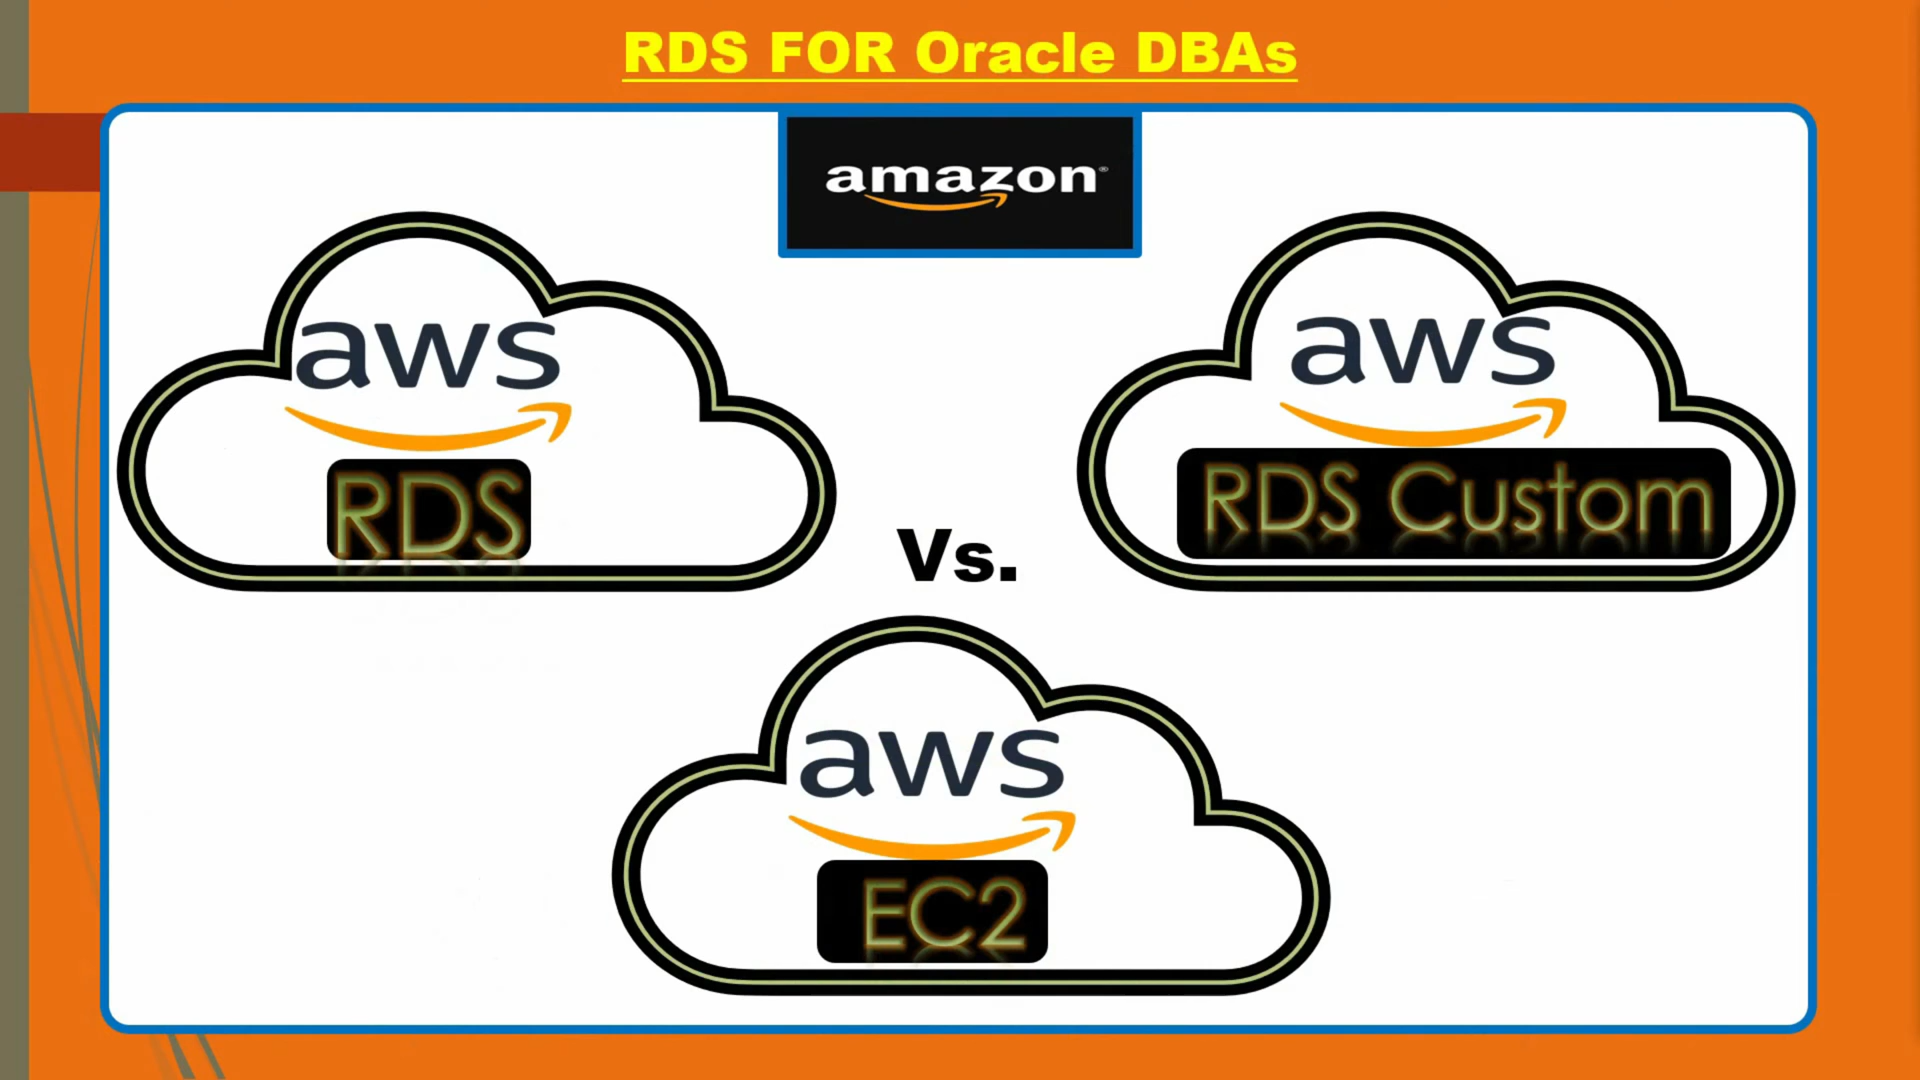 RDS FOR Oracle DBAs
amazon®
aws
RDS
Vs.
aws
RDS Custom
aws
EC2